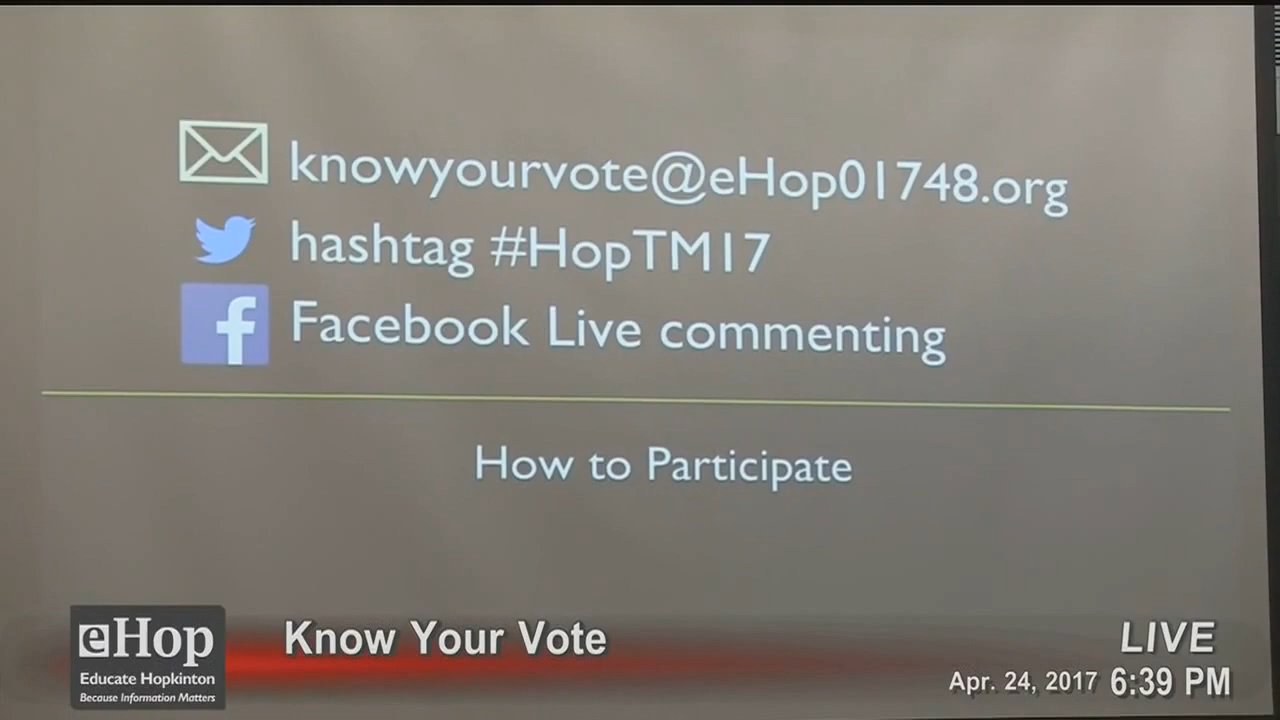 knowyourvote@eHop01748.org
hashtag #HopTM17
Facebook Live commenting
How to Participate
eHop
Educate Hopkinton
Because Information Matters
Know Your Vote
LIVE
Apr. 24, 2017 6:39 PM